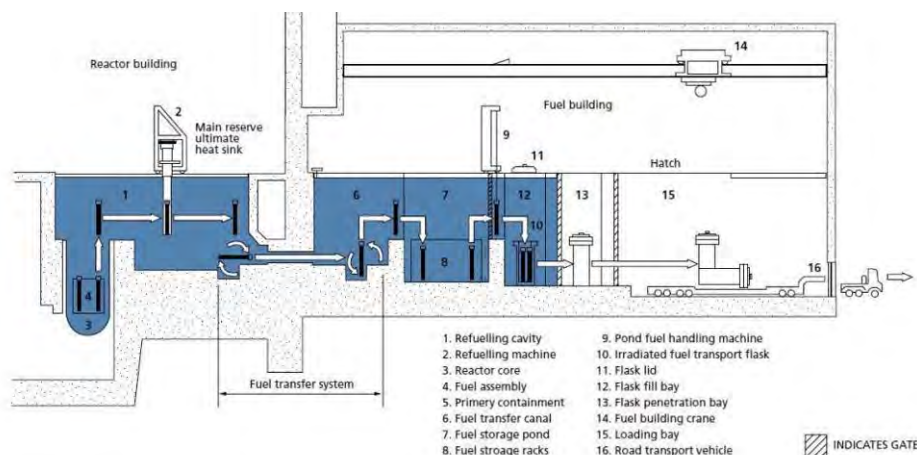 Reactor building
2
Main reserve
ultimate
heat sink
14
Fuel building
9
11
Hatch
1
6
7
12
13
15
10
8
4
3
16
Fuel transfer system
1. Refuelling cavity
2. Refuelling machine
3. Reactor core
4. Fuel assembly
5. Primery containment
6. Fuel transfer canal
7. Fuel storage pond
8. Fuel stroage racks
9. Pond fuel handling machine
10. Irradiated fuel transport flask
11. Flask lid
12. Flask fill bay
13. Flask penetration bay
14. Fuel building crane
15. Loading bay
16. Road transport vehicle
INDICATES GATE